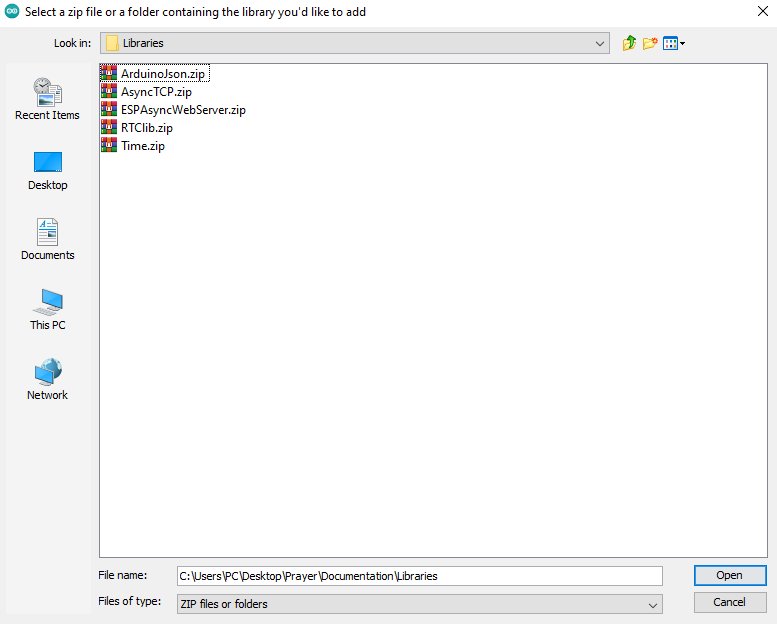 Select a zip file or a folder containing the library you'd like to add
Look in:
Libraries
Recent Items
Desktop
Documents
This PC
Network
ArduinoJson.zip
AsyncTCP.zip
ESPAsyncWebServer.zip
RTClib.zip
Time.zip
File name:
C:\Users\PC\Desktop\Prayer\Documentation\Libraries
Open
Files of type:
ZIP files or folders
Cancel